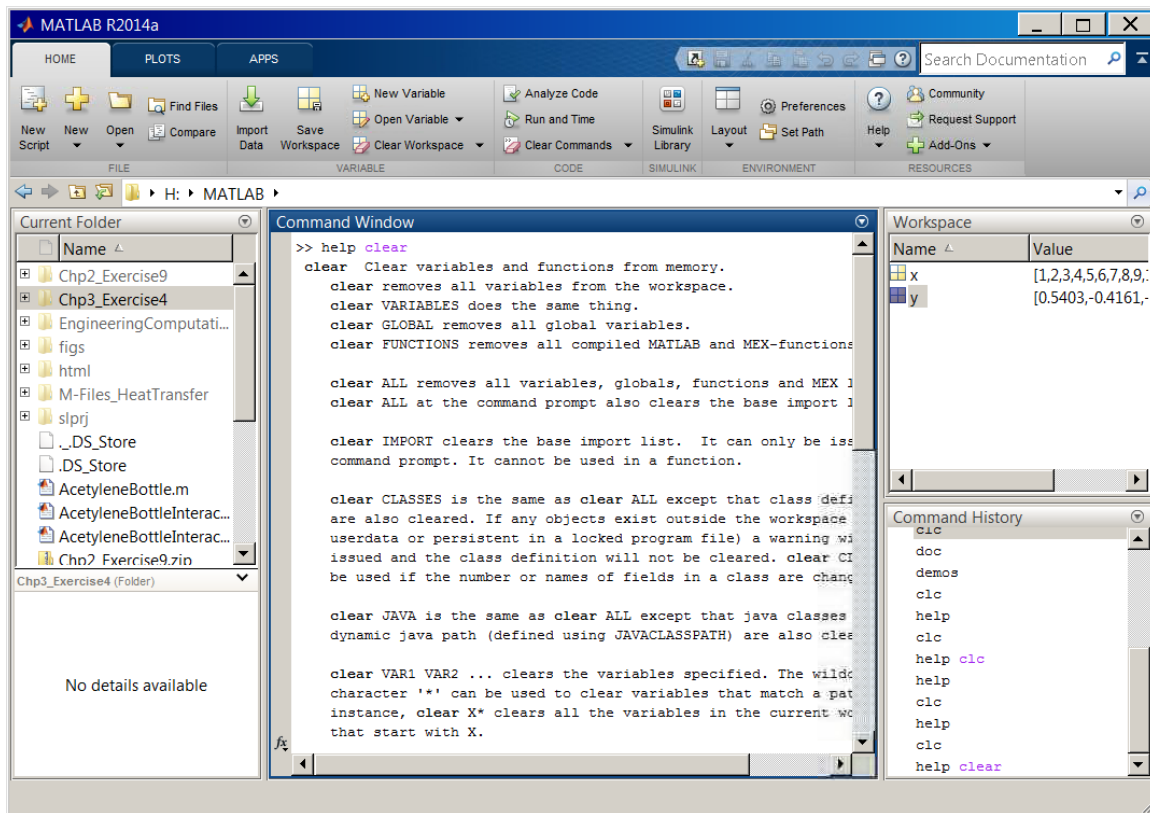 MATLAB R2014a
HOME PLOTS APPS
Search Documentation
New Script
New
Open
Find Files
Compare
Import Data
Save Workspace
New Variable
Open Variable
Clear Workspace
Analyze Code
Run and Time
Clear Commands
Simulink Library
Layout
Preferences
Set Path
Help
Community
Request Support
Add-Ons
FILE VARIABLE CODE SIMULINK ENVIRONMENT RESOURCES
H: MATLAB
Current Folder
Name
Chp2_Exercise9
Chp3_Exercise4
EngineeringComputati...
figs
html
M-Files_HeatTransfer
slprj
._.DS_Store
.DS_Store
AcetyleneBottle.m
AcetyleneBottleInterac...
AcetyleneBottleInterac...
Chp2_Exercise9.zip
Chp3_Exercise4 (Folder)
No details available
Command Window
>> help clear
clear Clear variables and functions from memory.
clear removes all variables from the workspace.
clear VARIABLES does the same thing.
clear GLOBAL removes all global variables.
clear FUNCTIONS removes all compiled MATLAB and MEX-functions
clear ALL removes all variables, globals, functions and MEX
clear ALL at the command prompt also clears the base import
clear IMPORT clears the base import list. It can only be iss
command prompt. It cannot be used in a function.
clear CLASSES is the same as clear ALL except that class defi
are also cleared. If any objects exist outside the workspace
userdata or persistent in a locked program file) a warning wi
issued and the class definition will not be cleared. clear
be used if the number or names of fields in a class are chang
clear JAVA is the same as clear ALL except that java classes
dynamic java path (defined using JAVACLASSPATH) are also clea
clear VAR1 VAR2 ... clears the variables specified. The wildc
character '*' can be used to clear variables that match a pat
instance, clear X* clears all the variables in the current wo
that start with X.
fx
Workspace
Name Value
x [1,2,3,4,5,6,7,8,9,
y [0.5403,-0.4161,-
Command History
clc
doc
demos
clc
help
clc
help clc
help
clc
help
clc
help clear